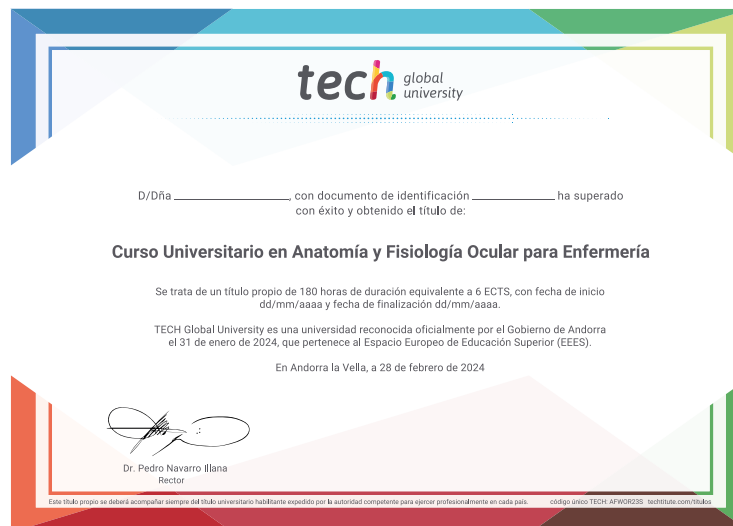 tech global university
D/Dña ____________________, con documento de identificación ______________ ha superado
con éxito y obtenido el título de:
Curso Universitario en Anatomía y Fisiología Ocular para Enfermería
Se trata de un título propio de 180 horas de duración equivalente a 6 ECTS, con fecha de inicio
dd/mm/aaaa y fecha de finalización dd/mm/aaaa.
TECH Global University es una universidad reconocida oficialmente por el Gobierno de Andorra
el 31 de enero de 2024, que pertenece al Espacio Europeo de Educación Superior (EEES).
En Andorra la Vella, a 28 de febrero de 2024
Dr. Pedro Navarro Illana
Rector
Este título propio se deberá acompañar siempre del título universitario habilitante expedido por la autoridad competente para ejercer profesionalmente en cada país. código único TECH: AFWOR23S techtitute.com/titulos